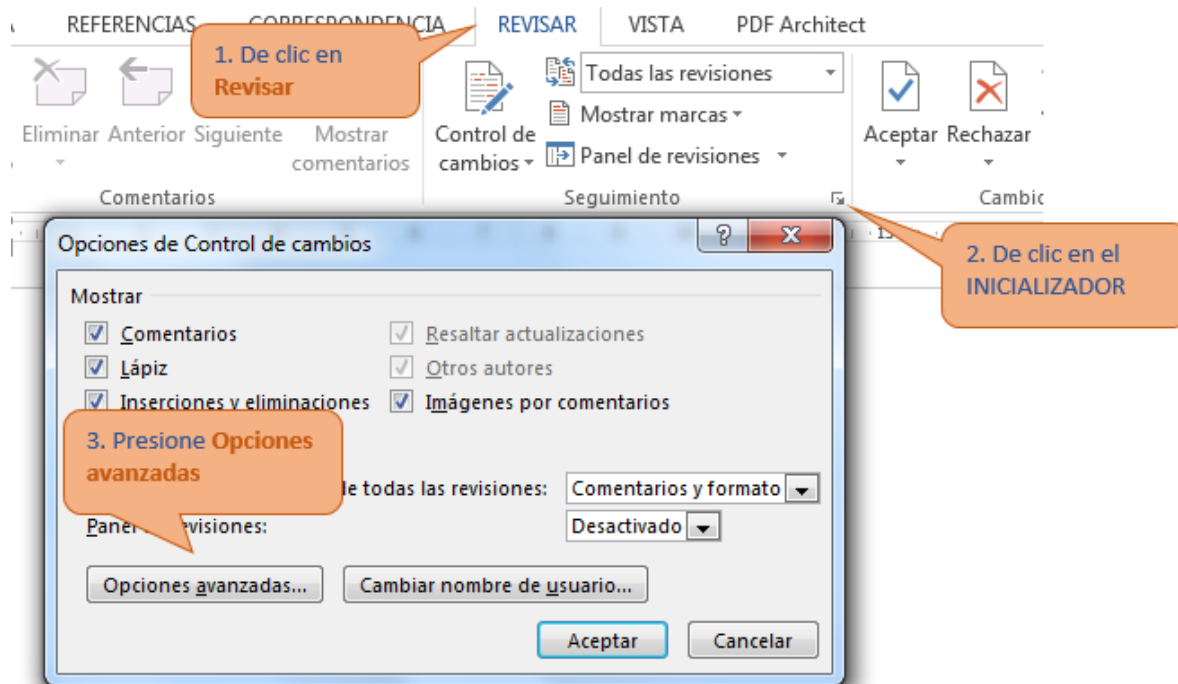 REFERENCIAS CORRESPONDENCIA REVISAR VISTA PDF Architect
1. De clic en
Revisar
Todas las revisiones
Mostrar marcas
Panel de revisiones
Eliminar Anterior Siguiente Mostrar
comentarios
Control de
cambios
Aceptar Rechazar
Comentarios Seguimiento
2. De clic en el
INICIALIZADOR
Opciones de Control de cambios
Mostrar
Comentarios Resaltar actualizaciones
Lápiz Otros autores
Inserciones y eliminaciones Imágenes por comentarios
3. Presione Opciones
avanzadas
de todas las revisiones: Comentarios y formato
Desactivado
Opciones avanzadas... Cambiar nombre de usuario...
Aceptar Cancelar